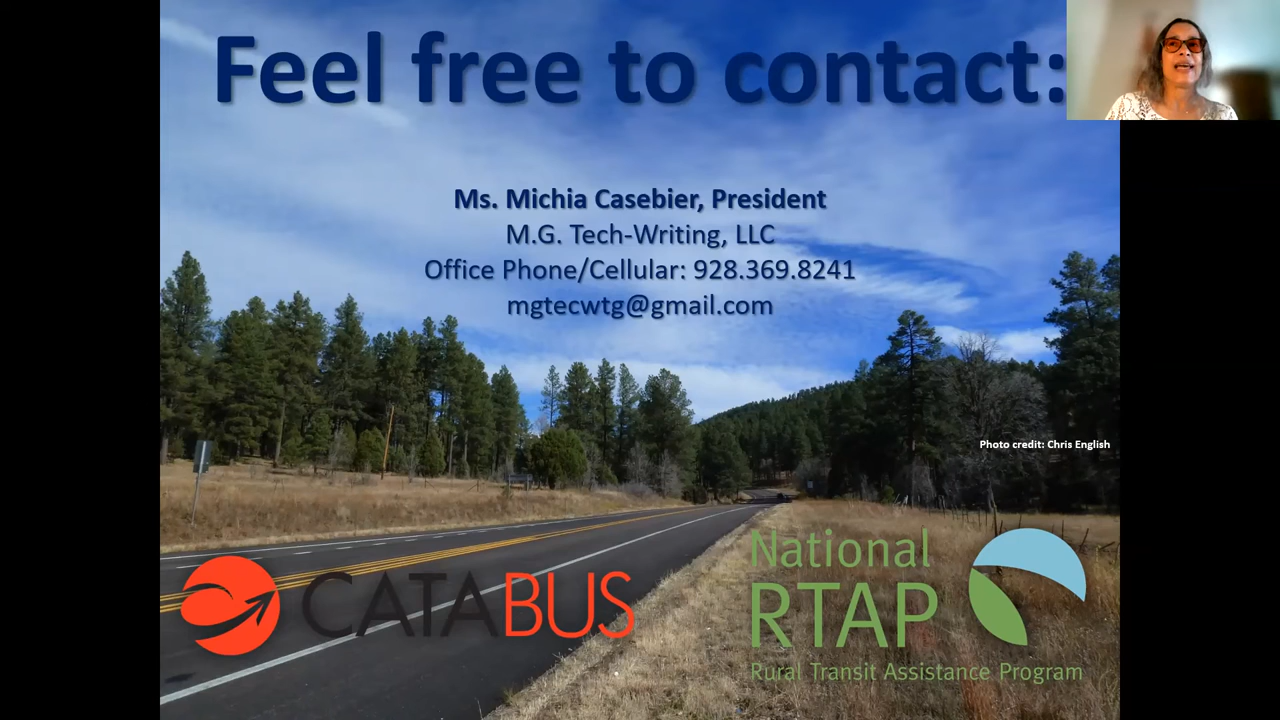 Feel free to contact:
Ms. Michia Casebier, President
M.G. Tech-Writing, LLC
Office Phone/Cellular: 928.369.8241
mgtecwtg@gmail.com
Photo credit: Chris English
CATABUS
National
RTAP
Rural Transit Assistance Program